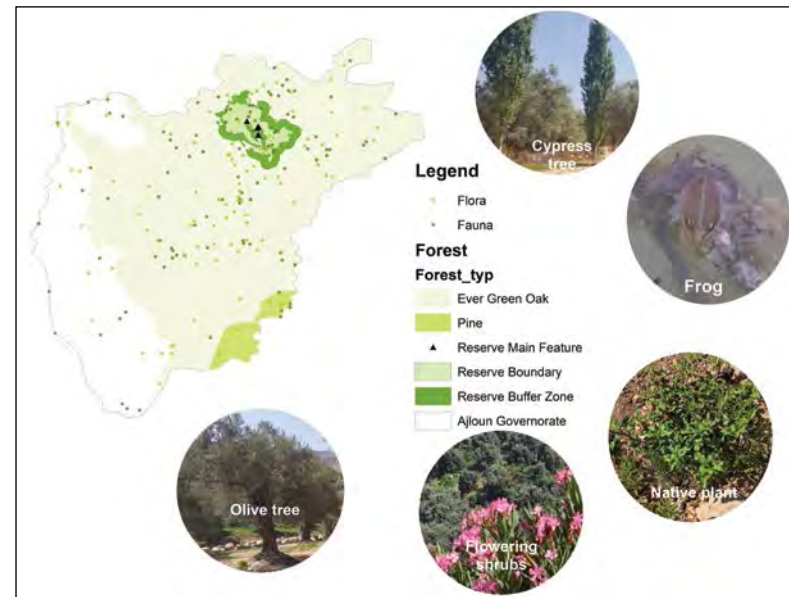 Cypress
tree
Legend
Flora
Fauna
Frog
Forest
Forest_typ
Ever Green Oak
Pine
Reserve Main Feature
Reserve Boundary
Reserve Buffer Zone
Ajloun Governorate
Native plant
Olive tree
Flowering
shrubs